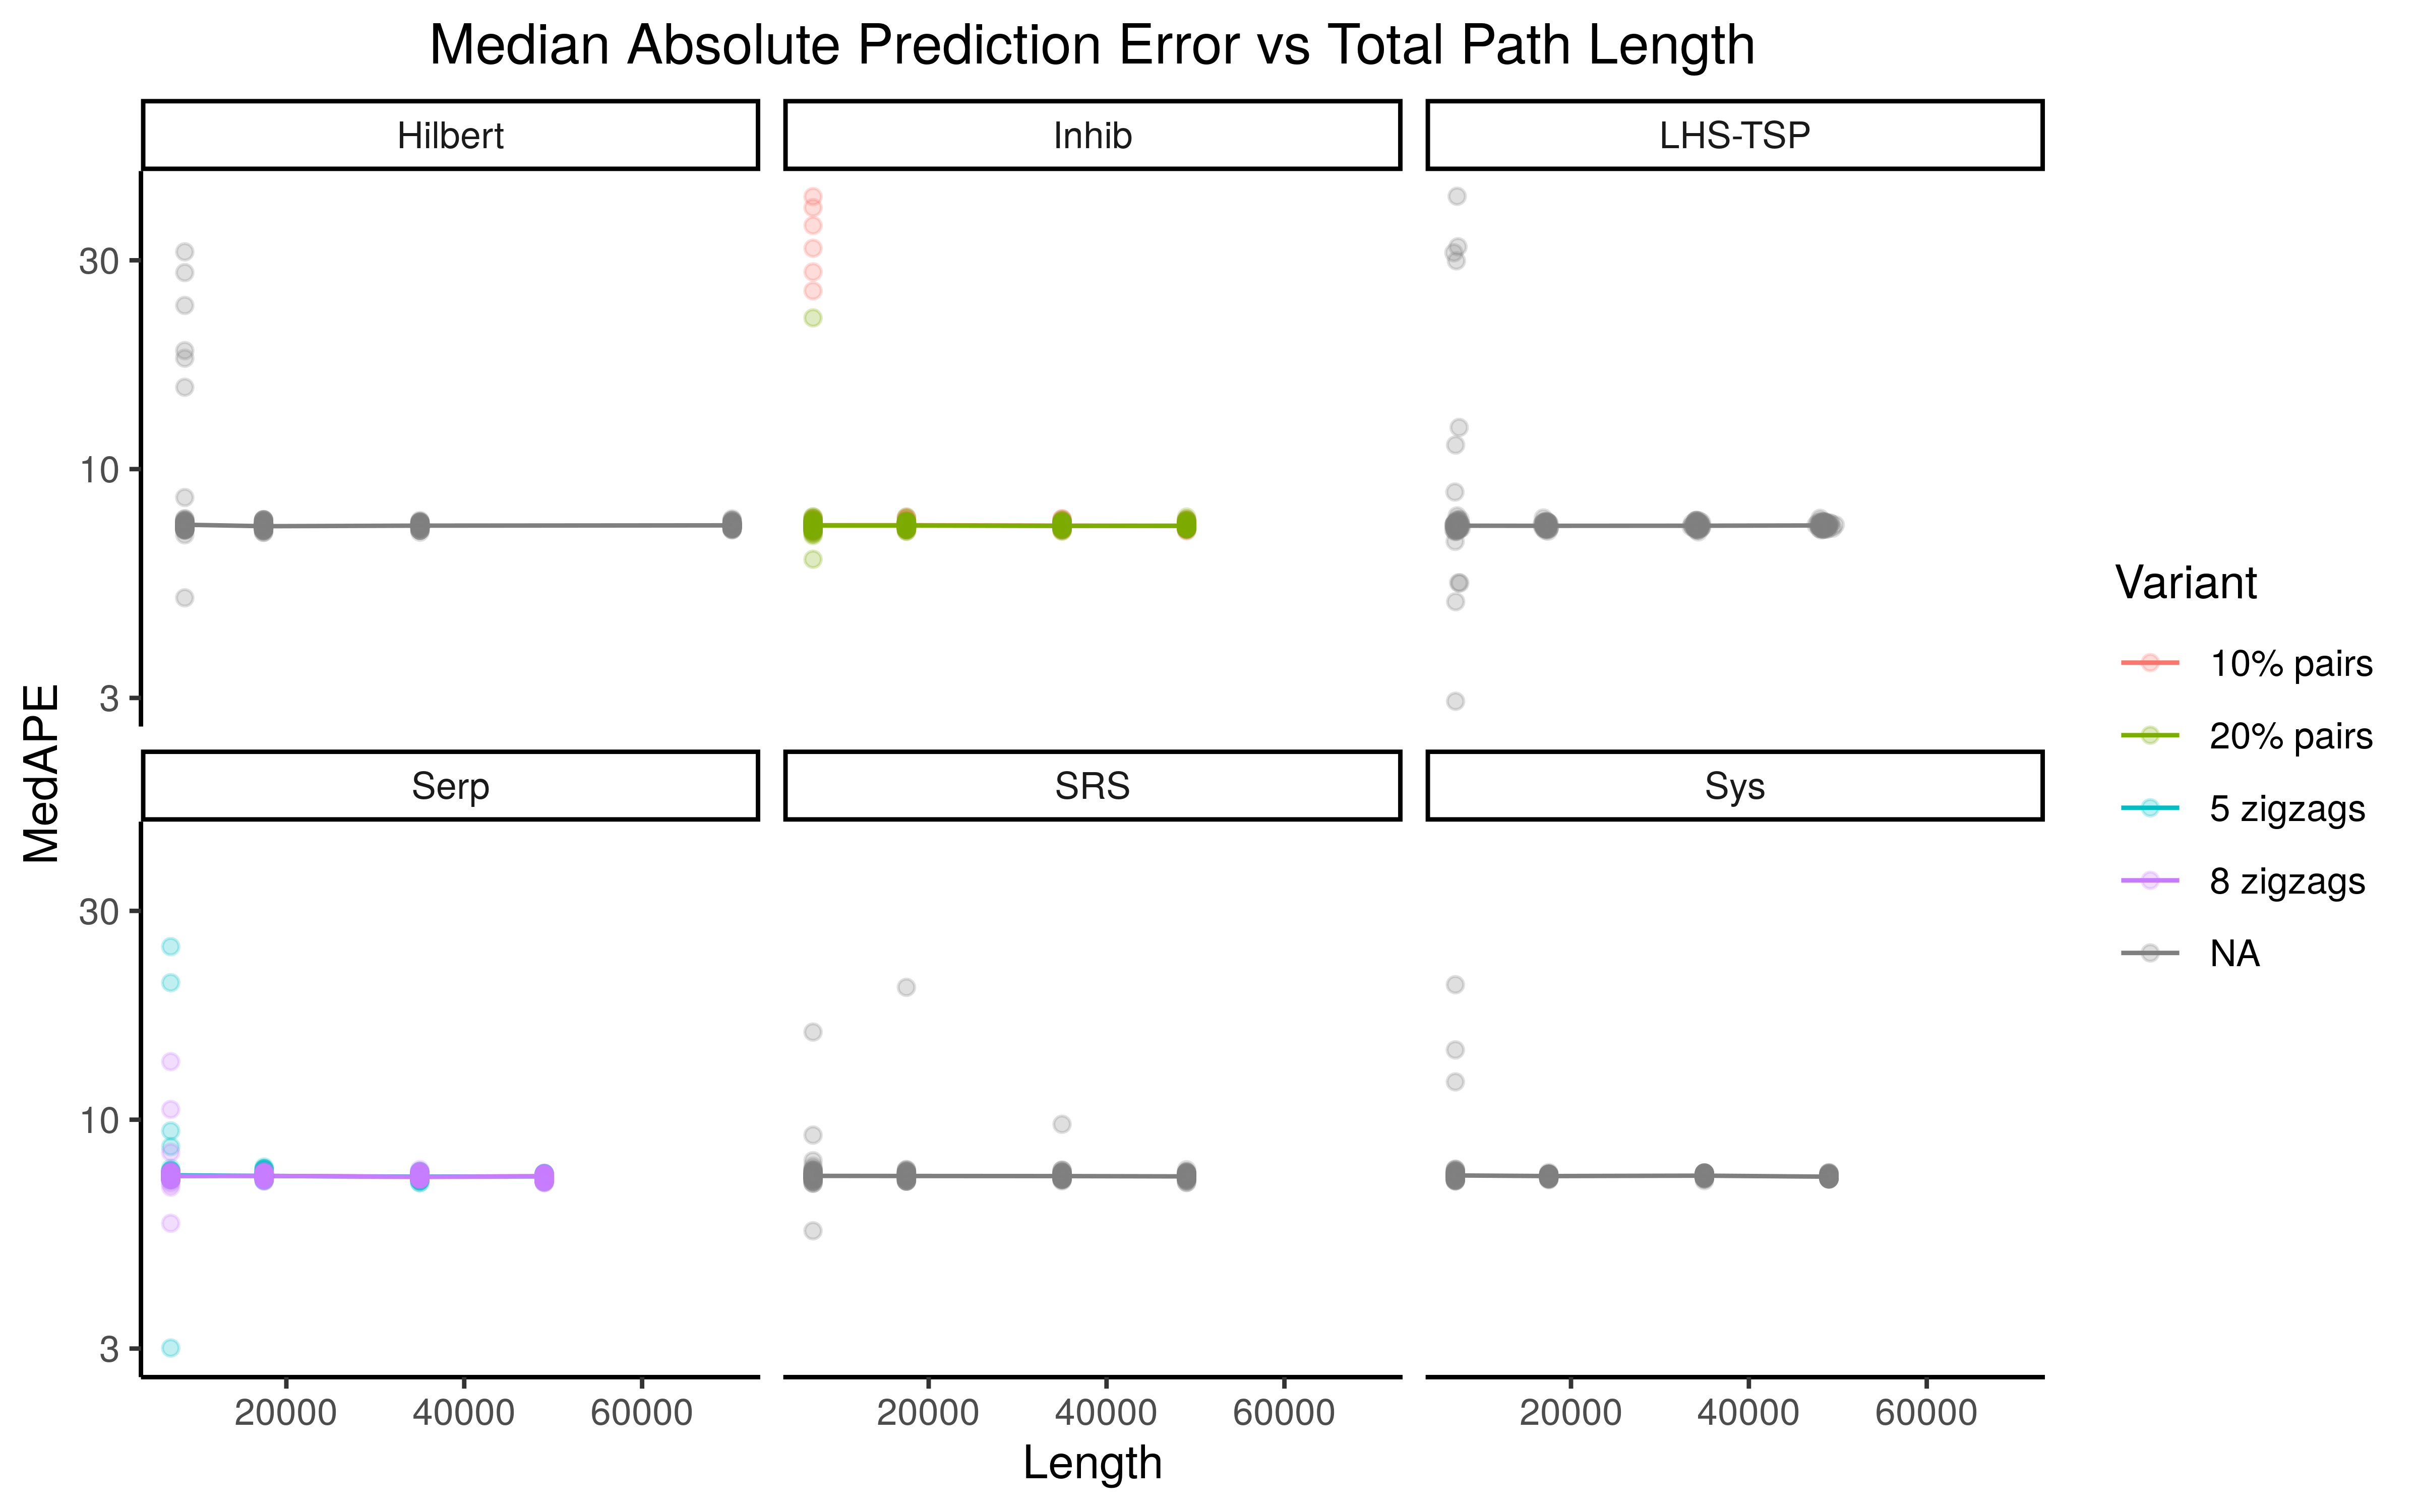 Median Absolute Prediction Error vs Total Path Length
Hilbert
Inhib
LHS-TSP
30
10
3
Serp
SRS
Sys
30
10
3
20000
40000
60000
20000
40000
60000
20000
40000
60000
Length
MedAPE
Variant
10% pairs
20% pairs
5 zigzags
8 zigzags
NA